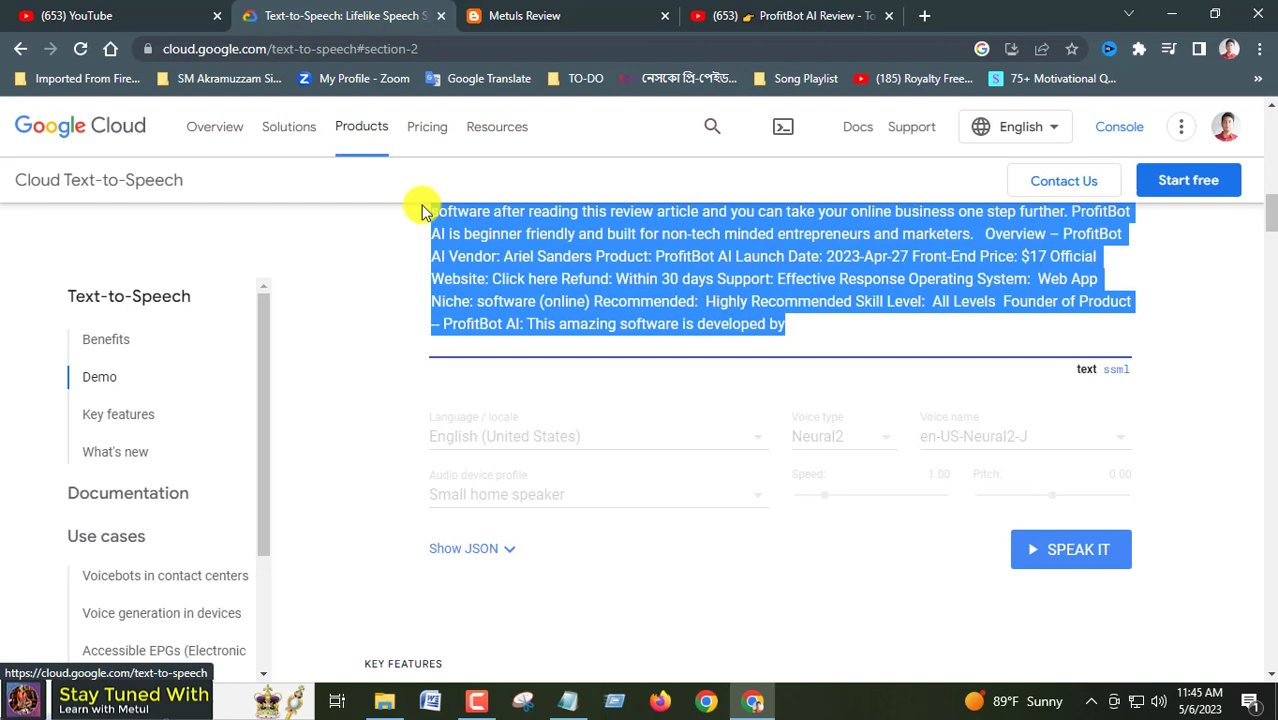 (653) YouTube
Text-to-Speech: Lifelike Speech S
Metuls Review
(653) 👉 ProfitBot AI Review - To
cloud.google.com/text-to-speech#section-2
Imported From Fire...
SM Akramuzzam Si...
My Profile - Zoom
Google Translate
TO-DO
নেসকো প্রি-পেইড...
Song Playlist
(185) Royalty Free...
75+ Motivational Q...
Google Cloud
Overview
Solutions
Products
Pricing
Resources
Docs
Support
English
Console
Cloud Text-to-Speech
Contact Us
Start free
software after reading this review article and you can take your online business one step further. ProfitBot
AI is beginner friendly and built for non-tech minded entrepreneurs and marketers. Overview – ProfitBot
AI Vendor: Ariel Sanders Product: ProfitBot AI Launch Date: 2023-Apr-27 Front-End Price: $17 Official
Website: Click here Refund: Within 30 days Support: Effective Response Operating System: Web App
Niche: software (online) Recommended: Highly Recommended Skill Level: All Levels Founder of Product
– ProfitBot AI: This amazing software is developed by
text ssml
Text-to-Speech
Benefits
Demo
Key features
What's new
Documentation
Use cases
Voicebots in contact centers
Voice generation in devices
Accessible EPGs (Electronic
Language / locale
English (United States)
Voice type
Neural2
Voice name
en-US-Neural2-J
Audio device profile
Small home speaker
Speed: 1.00
Pitch: 0.00
Show JSON
SPEAK IT
KEY FEATURES
https://cloud.google.com/text-to-speech
Stay Tuned With
Learn with Metul
89°F Sunny
11:45 AM
5/6/2023
1